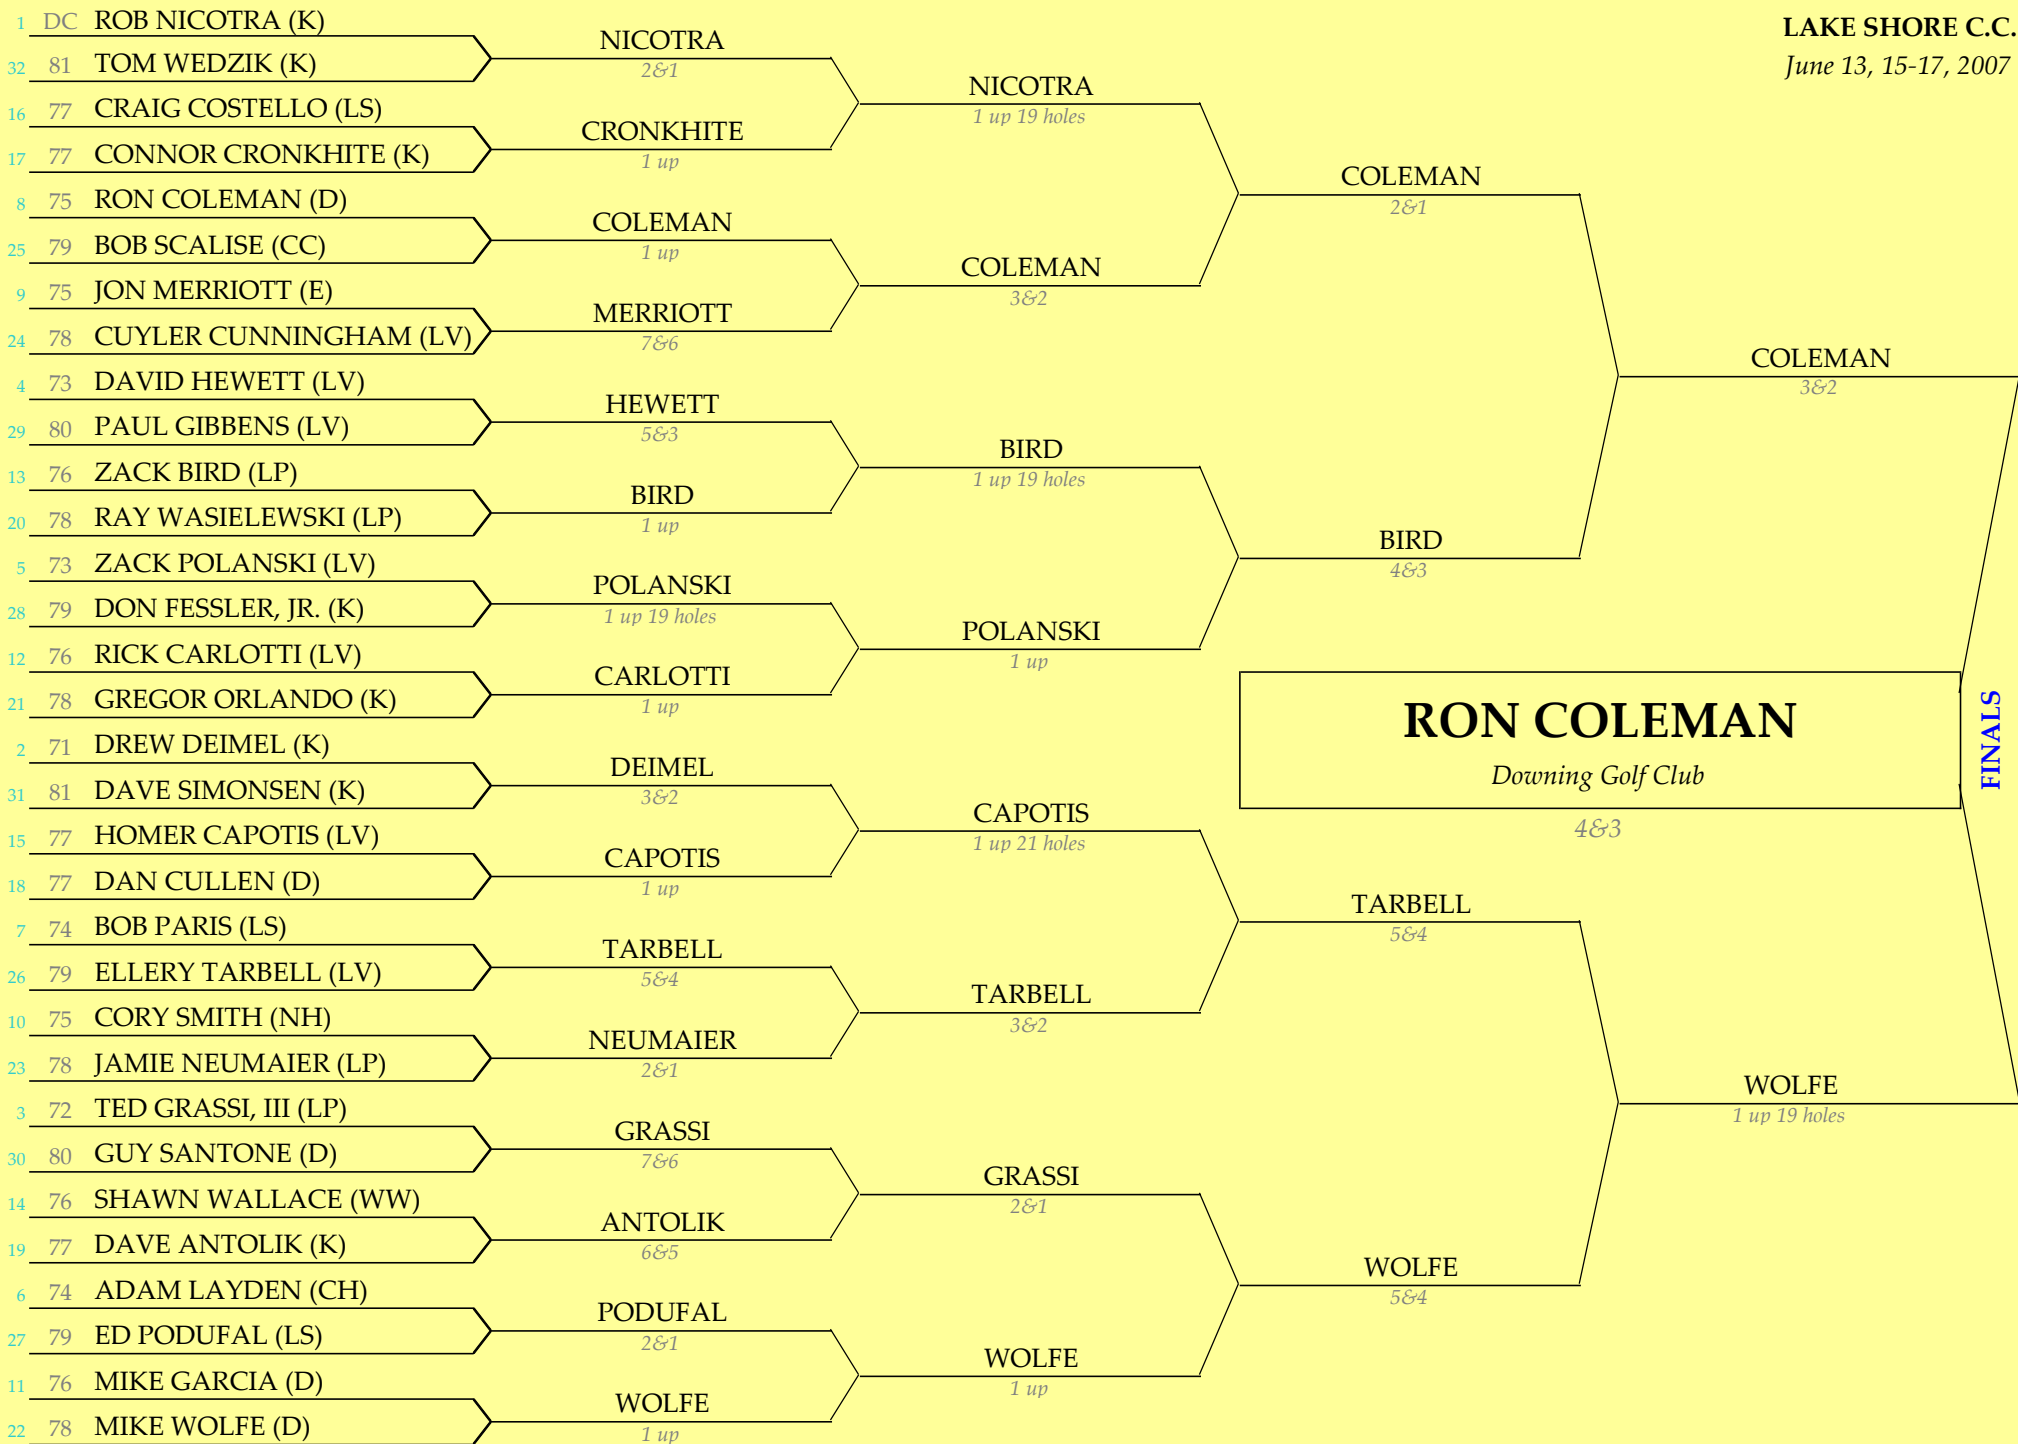 LAKE SHORE C.C.
June 13, 15-17, 2007
1 DC ROB NICOTRA (K)
32 81 TOM WEDZIK (K)
16 77 CRAIG COSTELLO (LS)
17 77 CONNOR CRONKHITE (K)
8 75 RON COLEMAN (D)
25 79 BOB SCALISE (CC)
9 75 JON MERRIOTT (E)
24 78 CUYLER CUNNINGHAM (LV)
4 73 DAVID HEWETT (LV)
29 80 PAUL GIBBENS (LV)
13 76 ZACK BIRD (LP)
20 78 RAY WASIELEWSKI (LP)
5 73 ZACK POLANSKI (LV)
28 79 DON FESSLER, JR. (K)
12 76 RICK CARLOTTI (LV)
21 78 GREGOR ORLANDO (K)
2 71 DREW DEIMEL (K)
31 81 DAVE SIMONSEN (K)
15 77 HOMER CAPOTIS (LV)
18 77 DAN CULLEN (D)
7 74 BOB PARIS (LS)
26 79 ELLERY TARBELL (LV)
10 75 CORY SMITH (NH)
23 78 JAMIE NEUMAIER (LP)
3 72 TED GRASSI, III (LP)
30 80 GUY SANTONE (D)
14 76 SHAWN WALLACE (WW)
19 77 DAVE ANTOLIK (K)
6 74 ADAM LAYDEN (CH)
27 79 ED PODUFAL (LS)
11 76 MIKE GARCIA (D)
22 78 MIKE WOLFE (D)
NICOTRA
2&1
CRONKHITE
1 up
COLEMAN
1 up
MERRIOTT
7&6
HEWETT
5&3
BIRD
1 up
POLANSKI
1 up 19 holes
CARLOTTI
1 up
DEIMEL
3&2
CAPOTIS
1 up
TARBELL
5&4
NEUMAIER
2&1
GRASSI
7&6
ANTOLIK
6&5
PODUFAL
2&1
WOLFE
1 up
NICOTRA
1 up 19 holes
COLEMAN
3&2
BIRD
1 up 19 holes
POLANSKI
1 up
CAPOTIS
1 up 21 holes
TARBELL
3&2
GRASSI
2&1
WOLFE
1 up
COLEMAN
2&1
BIRD
4&3
TARBELL
5&4
WOLFE
5&4
COLEMAN
3&2
WOLFE
1 up 19 holes
RON COLEMAN
Downing Golf Club
4&3
FINALS